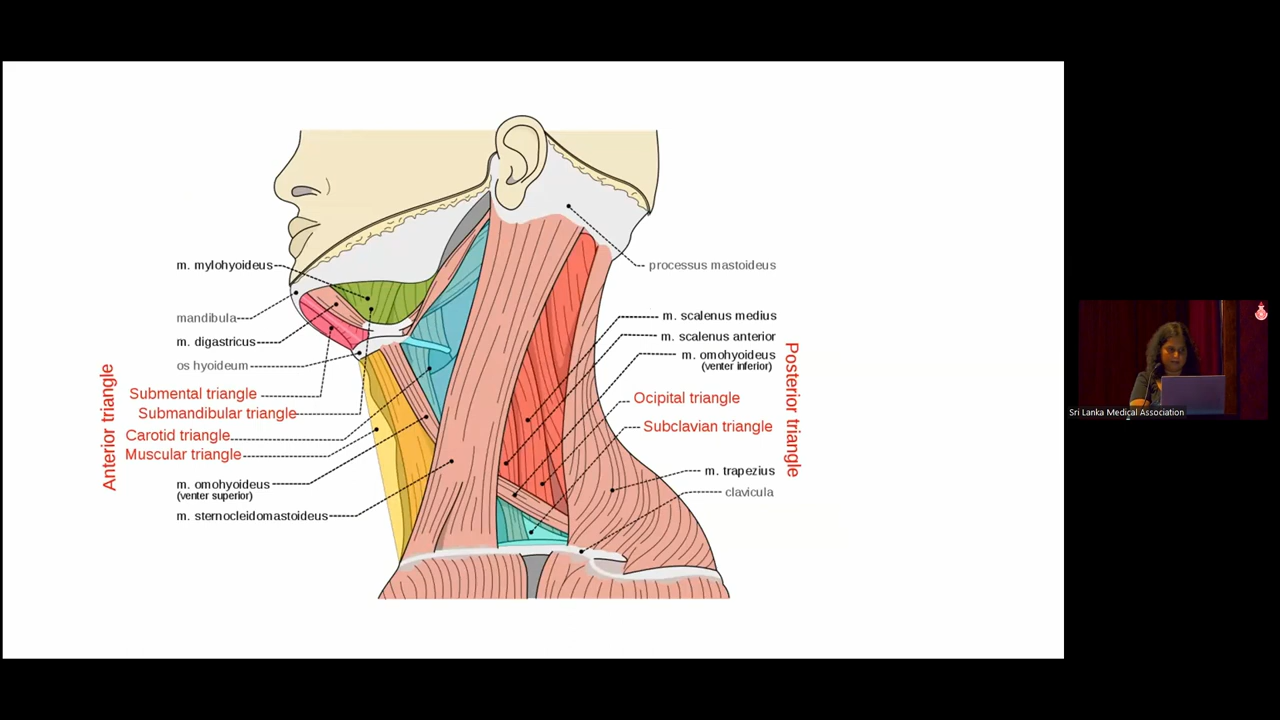 m. mylohyoideus
mandibula
m. digastricus
os hyoideum
Submental triangle
Submandibular triangle
Carotid triangle
Muscular triangle
m. omohyoideus
(venter superior)
m. sternocleidomastoideus
Anterior triangle
processus mastoideus
m. scalenus medius
m. scalenus anterior
m. omohyoideus
(venter inferior)
Ocipital triangle
Subclavian triangle
m. trapezius
clavicula
Posterior triangle
Sri Lanka Medical Association